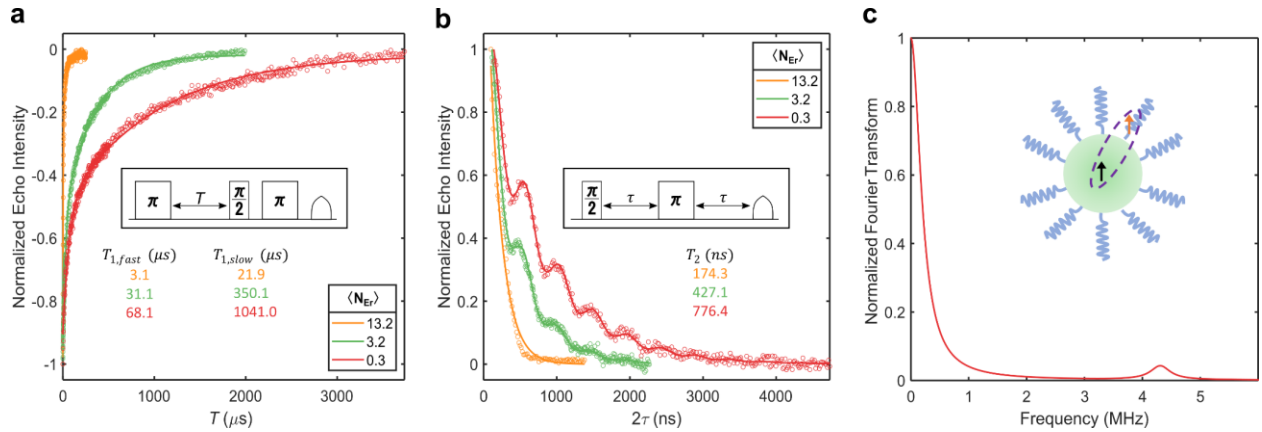 a
Normalized Echo Intensity
0
-0.2
-0.4
-0.6
-0.8
-1
π T π/2 π
T1,fast (μs) T1,slow (μs)
3.1 21.9
31.1 350.1
68.1 1041.0
⟨NEr⟩
13.2
3.2
0.3
0 1000 2000 3000
T (μs)
b
Normalized Echo Intensity
1
0.8
0.6
0.4
0.2
0
⟨NEr⟩
13.2
3.2
0.3
π/2 τ π τ
T2 (ns)
174.3
427.1
776.4
0 1000 2000 3000 4000
2τ (ns)
c
Normalized Fourier Transform
1
0.8
0.6
0.4
0.2
0
0 1 2 3 4 5
Frequency (MHz)